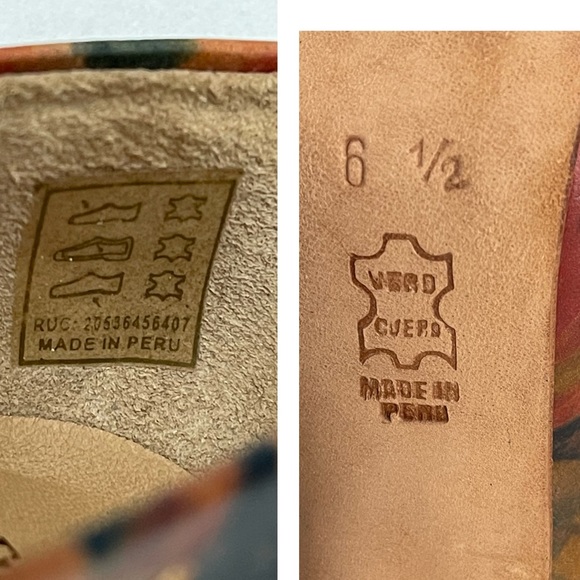 RUC: 20536456407
MADE IN PERU
6 1/2
VERO
CUERO
MADE IN
PERU